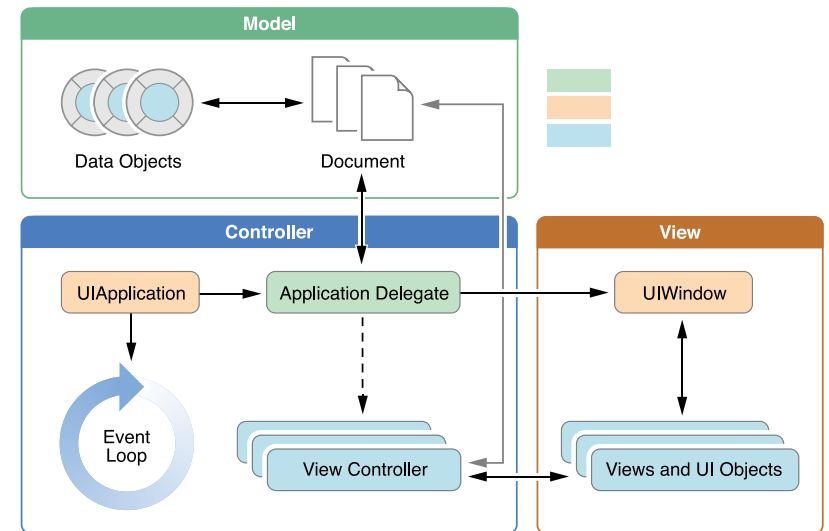 Model
Data Objects
Document
Controller
View
UIApplication
Application Delegate
UIWindow
Event
Loop
View Controller
Views and UI Objects